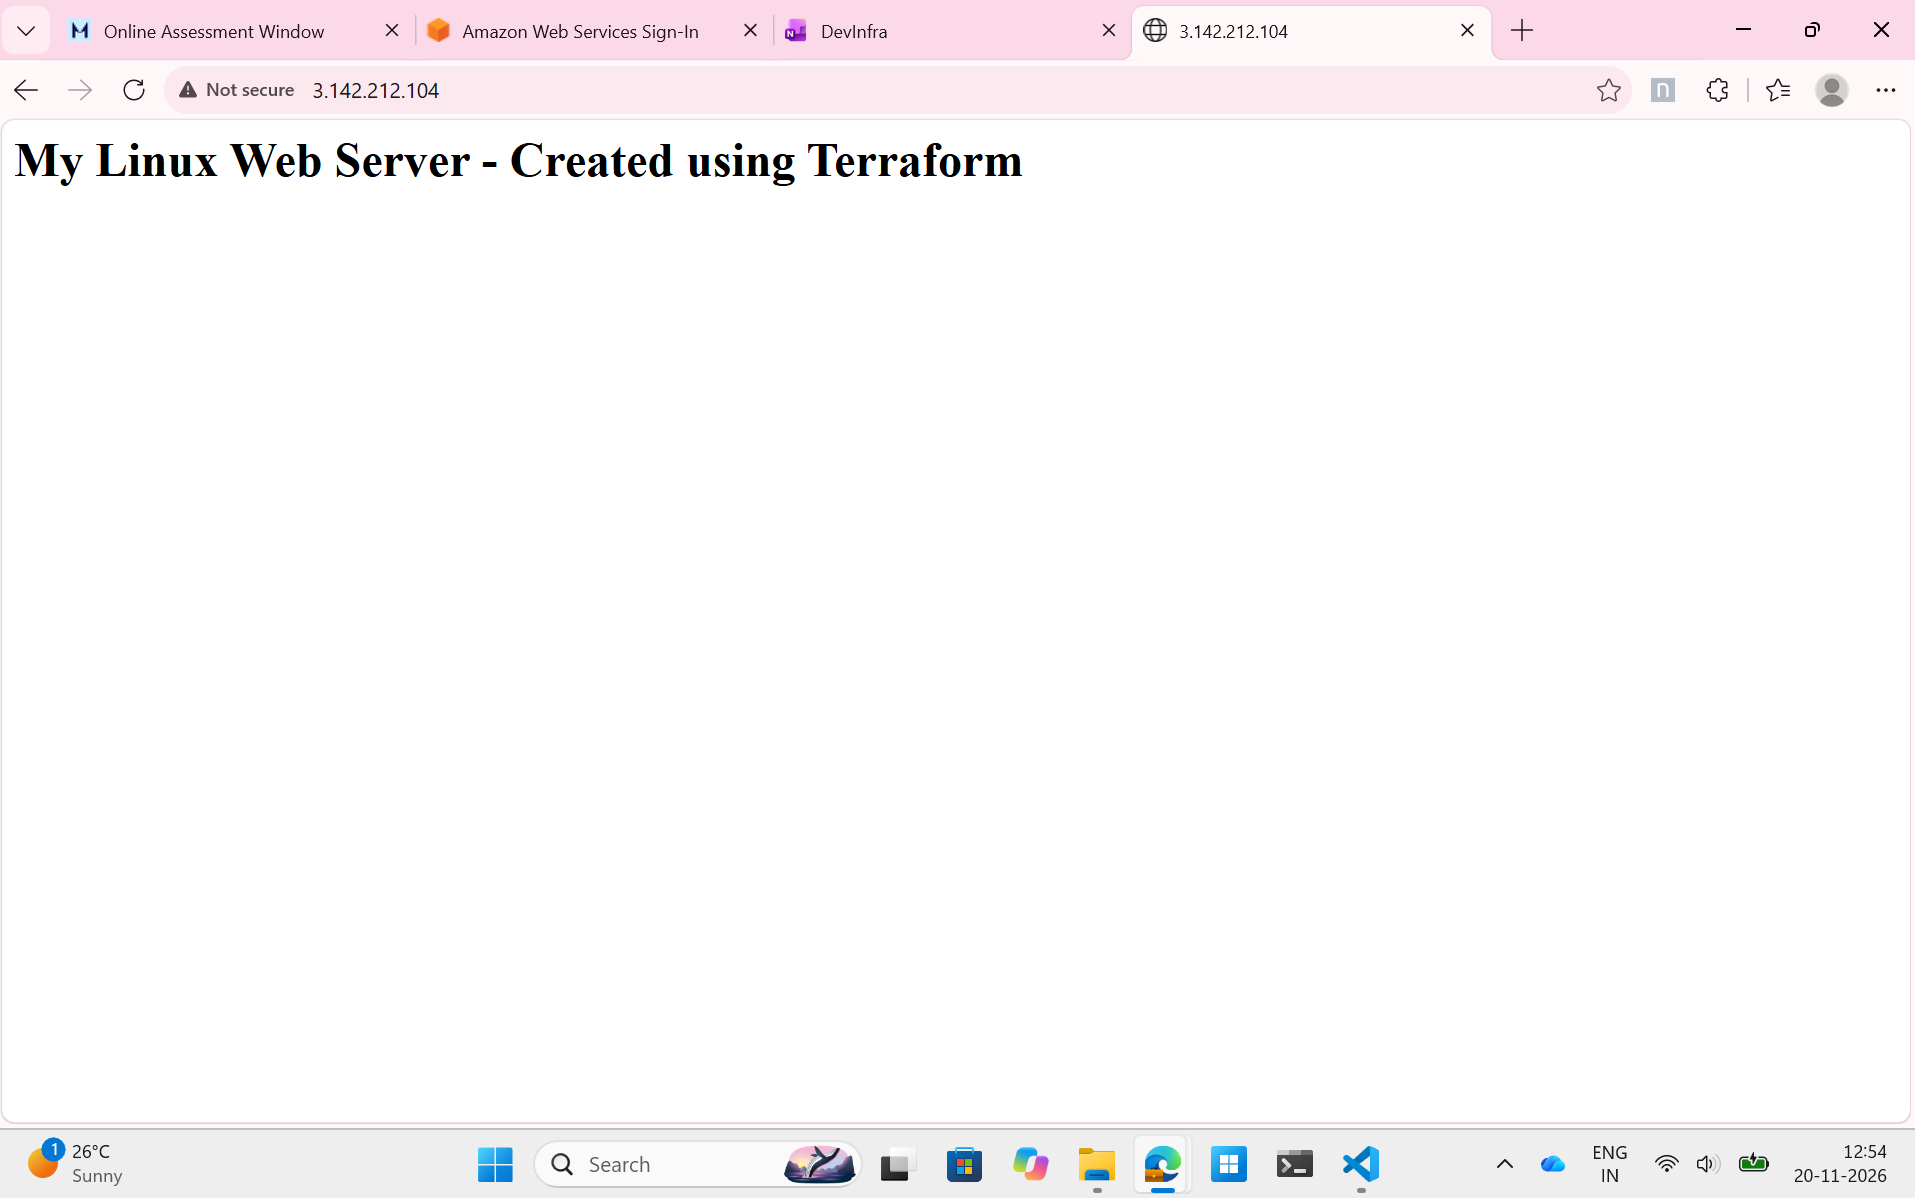 Online Assessment Window
Amazon Web Services Sign-In
DevInfra
3.142.212.104
Not secure
3.142.212.104
My Linux Web Server - Created using Terraform
1
26°C
Sunny
Search
ENG
IN
12:54
20-11-2026